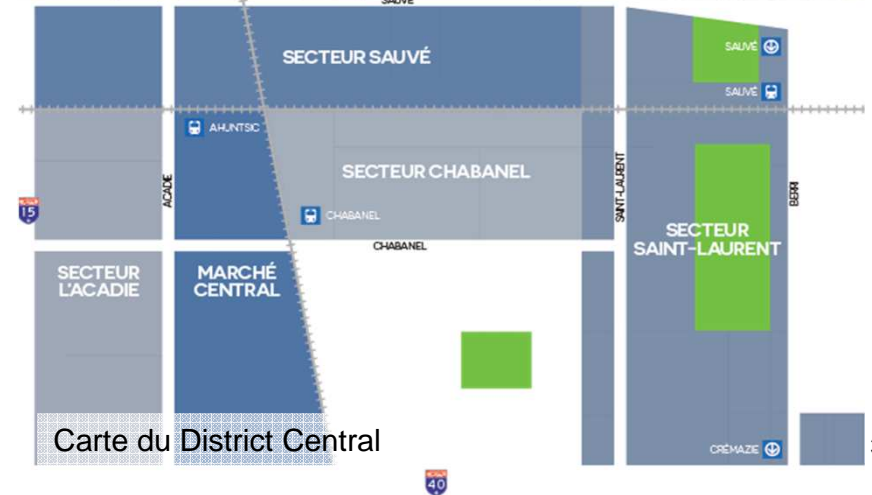 SAUVÉ
SECTEUR SAUVÉ
SAUVÉ
SAUVÉ
AHUNTSIC
SECTEUR CHABANEL
ACADIE
SAINT-LAURENT
BERRI
15
CHABANEL
CHABANEL
SECTEUR
SAINT-LAURENT
SECTEUR
L'ACADIE
MARCHÉ
CENTRAL
Carte du District Central
CRÉMAZIE
40